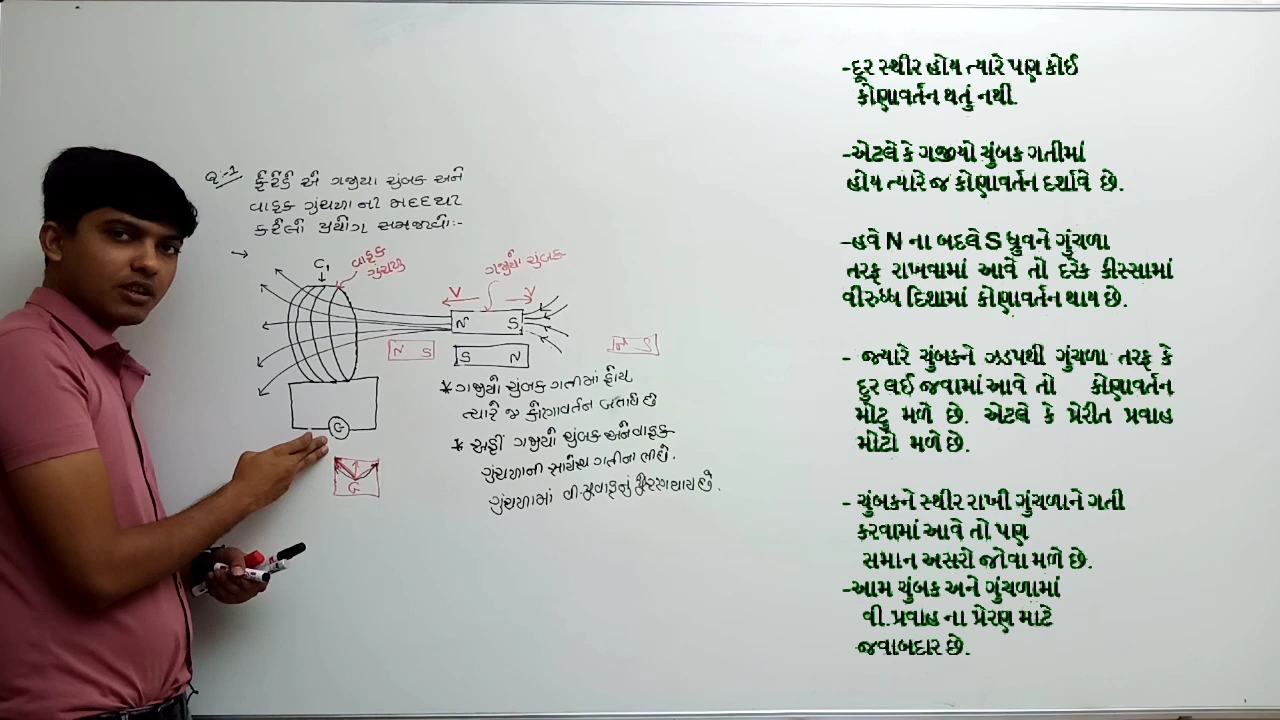 Q-1 ફેરેડે એ ગજીયા ચુંબક અને
વાહક ગુંચળા ની મદદથી
કરેલો પ્રયોગ સમજાવો:-
→
C₁
વાહક
ગુંચળુ
ગજીયો ચુંબક
V
V
N S
N S
S N
N S
G
G
* ગજીયો ચુંબક ગતીમાં હોય
ત્યારે જ કોણાવર્તન બતાવે છે
* અહીં ગજીયો ચુંબક અને વાહક
ગુંચળાની સાપેક્ષ ગતીના લીધે.
ગુંચળામાં વી.પ્રવાહનું પ્રેરણ થાય છે.
-દૂર સ્થીર હોય ત્યારે પણ કોઈ
કોણાવર્તન થતું નથી.
-એટલે કે ગજીયો ચુંબક ગતીમાં
હોય ત્યારે જ કોણાવર્તન દર્શાવે છે.
-હવે N ના બદલે S ધ્રુવને ગુંચળા
તરફ રાખવામાં આવે તો દરેક કીસ્સામાં
વીરુધ્ધ દિશામાં કોણાવર્તન થાય છે.
- જ્યારે ચુંબકને ઝડપથી ગુંચળા તરફ કે
દુર લઈ જવામાં આવે તો કોણાવર્તન
મોટુ મળે છે. એટલે કે પ્રેરીત પ્રવાહ
મોટો મળે છે.
- ચુંબકને સ્થીર રાખી ગુંચળાને ગતી
કરવામાં આવે તો પણ
સમાન અસરો જોવા મળે છે.
-આમ ચુંબક અને ગુંચળામાં
વી.પ્રવાહ ના પ્રેરણ માટે
જવાબદાર છે.